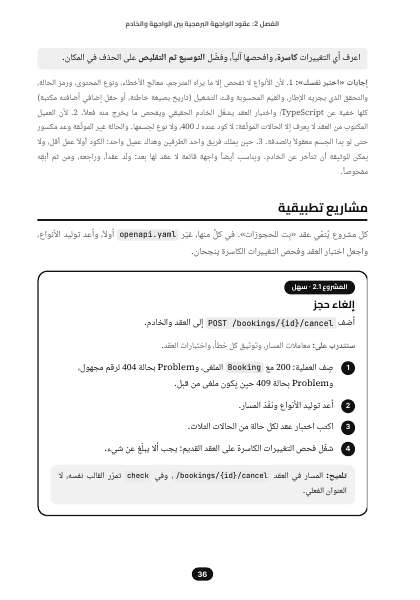 الفصل 2: عقود الواجهة البرمجية بين الواجهة والخادم
اعرف أي التغييرات كاسرة، وافحصها آلياً، وفضّل التوسيع ثم التقليص على الحذف في المكان.
إجابات «اختبر نفسك»: 1. لأن الأنواع لا تفحص إلا ما يراه المترجم. معالج الأخطاء، ونوع المحتوى، ورمز الحالة،
والتحقق الذي يجريه الإطار، والقيم المحسوبة وقت التشغيل (تاريخ بصيغة خاطئة، أو حقل إضافي أضافته مكتبة)
كلها خفية عن TypeScript؛ واختبار العقد يشغّل الخادم الحقيقي ويفحص ما يخرج منه فعلاً. 2. لأن العميل
المكتوب من العقد لا يعرف إلا الحالات الموثّقة: لا كود عنده لـ 400، ولا نوع لجسمها. والحالة غير الموثّقة وعد مكسور
حتى لو بدا الجسم معقولاً بالصدفة. 3. حين يملك فريق واحد الطرفين وهناك عميل واحد: الكود أولاً عمل أقل، ولا
يمكن للوثيقة أن تتأخر عن الخادم. ويناسب أيضاً واجهة قائمة لا عقد لها بعد: ولّد عقداً، وراجعه، ومن ثم أبقِه
مفحوصاً.
مشاريع تطبيقية
كل مشروع يُنمّي عقد «بِت للحجوزات». في كلٍّ منها، غيّر openapi.yaml أولاً، وأعد توليد الأنواع،
واجعل اختبار العقد وفحص التغييرات الكاسرة ينجحان.
المشروع 2.1 · سهل
إلغاء حجز
أضف POST /bookings/{id}/cancel إلى العقد والخادم.
ستتدرب على: معاملات المسار، وتوثيق كل خطأ، واختبارات العقد.
1 صِف العملية: 200 مع Booking الملغى، وProblem بحالة 404 لرقم مجهول،
وProblem بحالة 409 حين يكون ملغى من قبل.
2 أعد توليد الأنواع ونفّذ المسار.
3 اكتب اختبار عقد لكل حالة من الحالات الثلاث.
4 شغّل فحص التغييرات الكاسرة على العقد القديم: يجب ألا يبلّغ عن شيء.
تلميح: المسار في العقد /bookings/{id}/cancel، وفي check تمرّر القالب نفسه، لا
العنوان الفعلي.
36